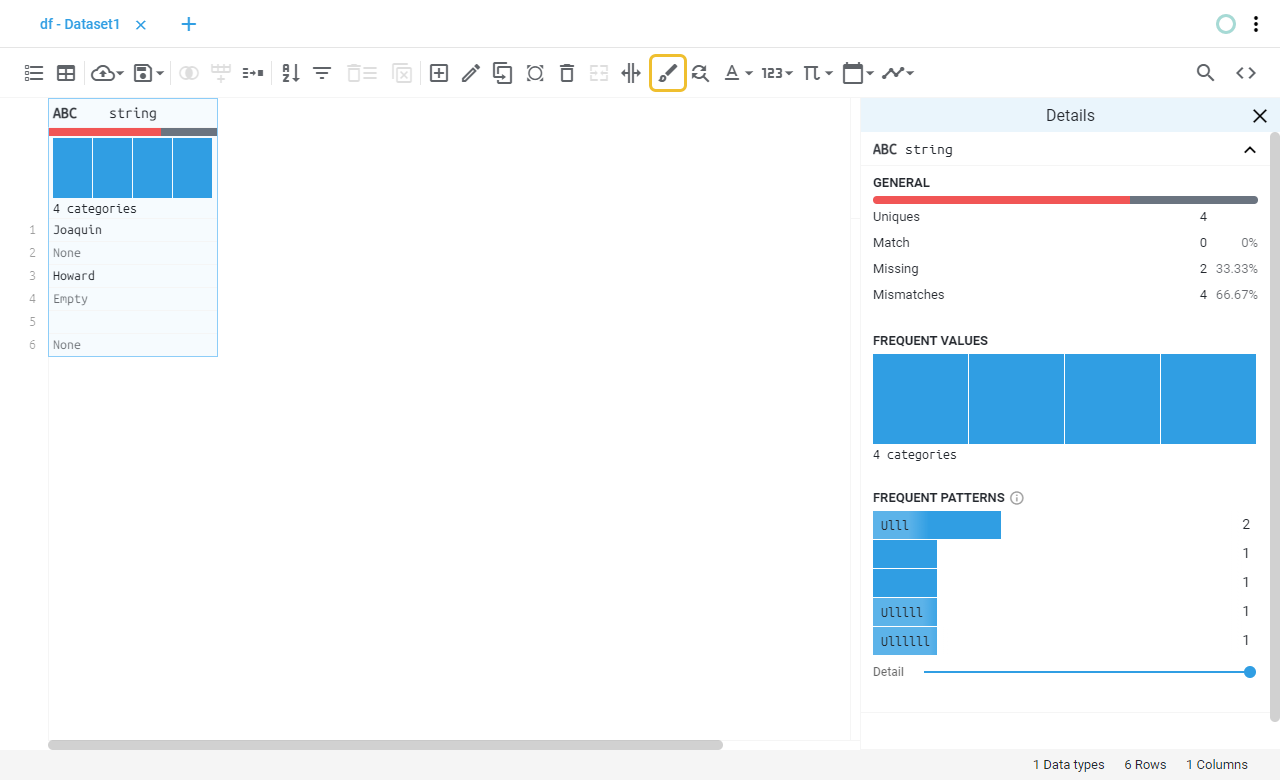 df - Dataset1
A Z
A
123
ABC string
4 categories
1 Joaquin
2 None
3 Howard
4 Empty
5
6 None
Details
ABC string
GENERAL
Uniques 4
Match 0 0%
Missing 2 33.33%
Mismatches 4 66.67%
FREQUENT VALUES
4 categories
FREQUENT PATTERNS
Ulll 2
1
1
Ulllll 1
Ullllll 1
Detail
1 Data types 6 Rows 1 Columns